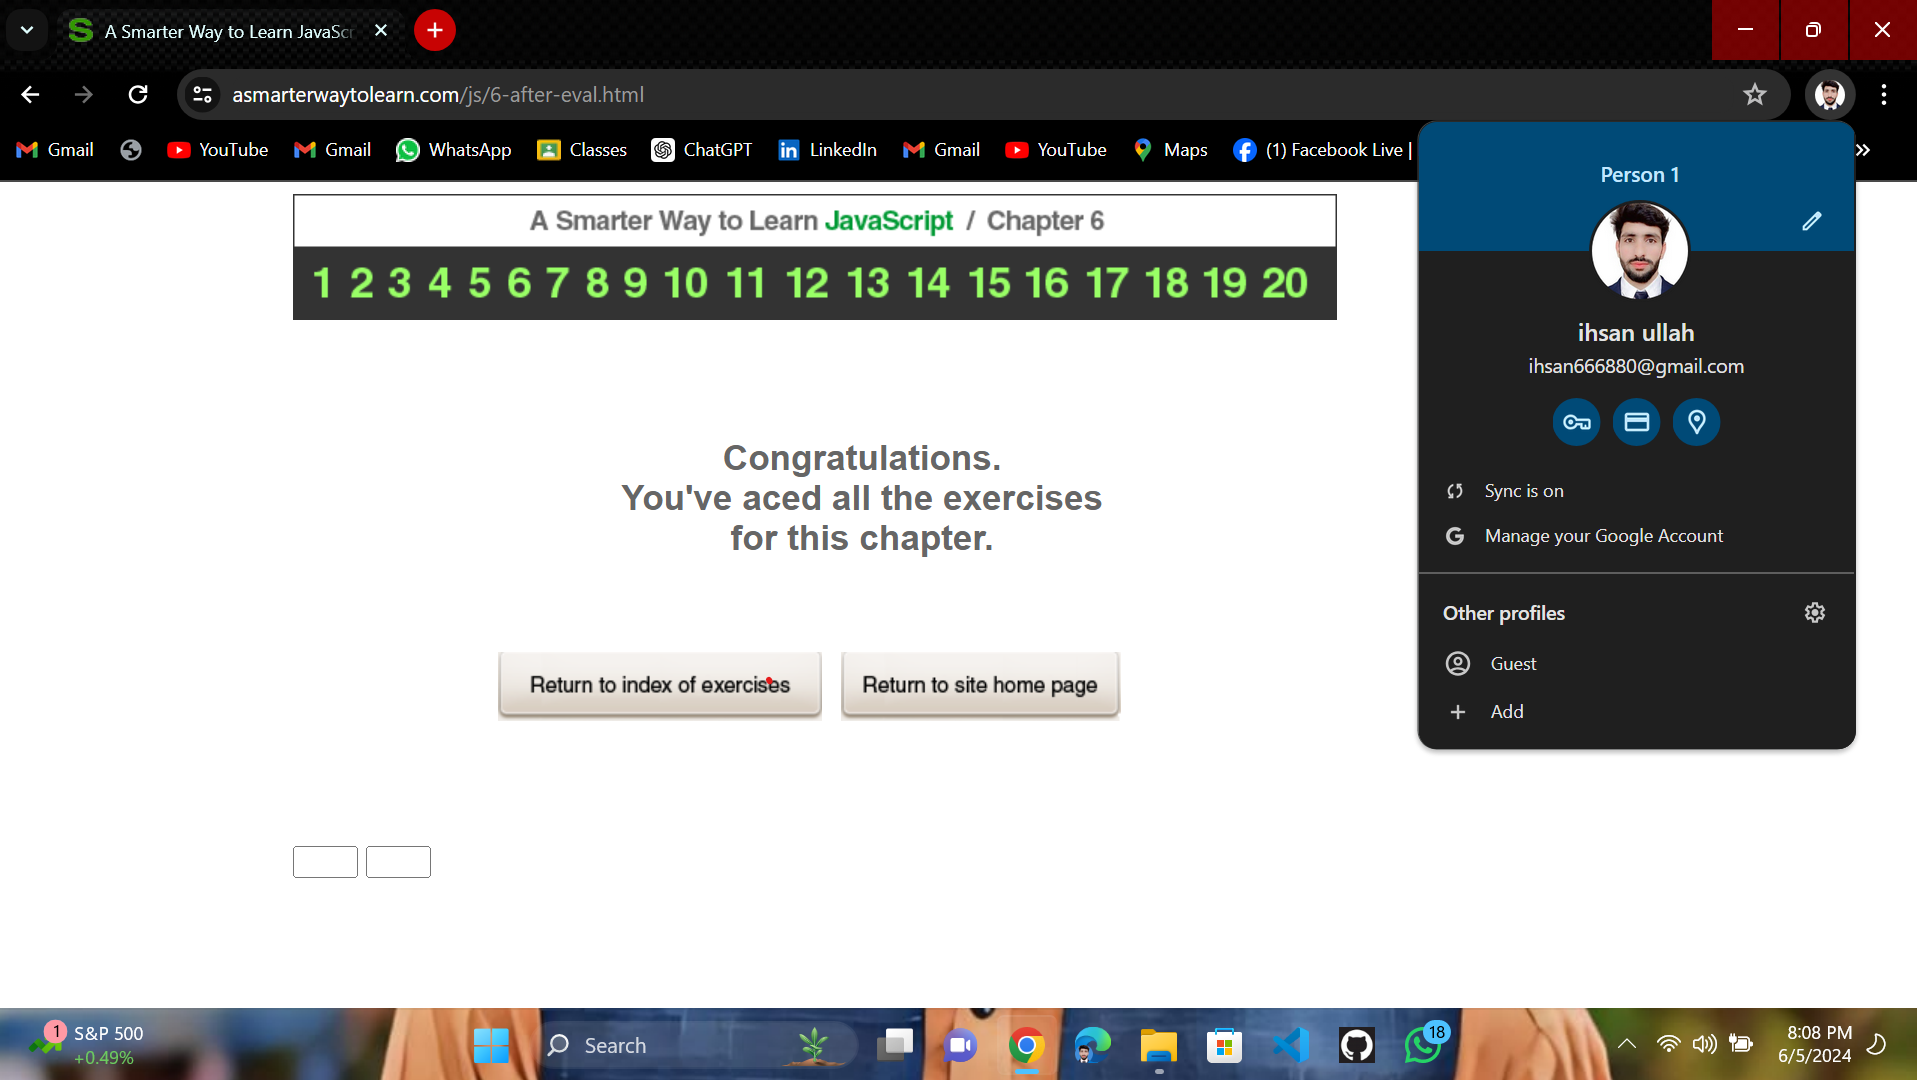 A Smarter Way to Learn JavaScr
asmarterwaytolearn.com/js/6-after-eval.html
Gmail YouTube Gmail WhatsApp Classes ChatGPT LinkedIn Gmail YouTube Maps (1) Facebook Live |
A Smarter Way to Learn JavaScript / Chapter 6
1 2 3 4 5 6 7 8 9 10 11 12 13 14 15 16 17 18 19 20
Congratulations.
You've aced all the exercises
for this chapter.
Return to index of exercises Return to site home page
Person 1
ihsan ullah
ihsan666880@gmail.com
Sync is on
Manage your Google Account
Other profiles
Guest
Add
1
S&P 500
+0.49%
Search
18
8:08 PM
6/5/2024